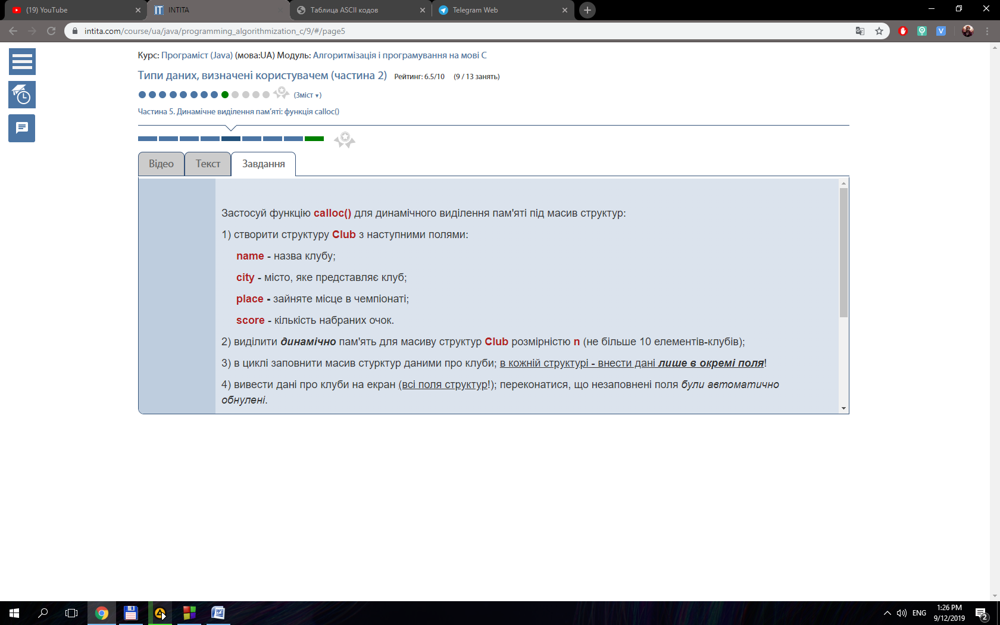 (19) YouTube
INTITA
Таблица ASCII кодов
Telegram Web
intita.com/course/ua/java/programming_algorithmization_c/9/#/page5
Курс: Програміст (Java) (мова:UA) Модуль: Алгоритмізація і програмування на мові C
Типи даних, визначені користувачем (частина 2) Рейтинг: 6.5/10 (9 / 13 занять)
(Зміст ▾)
Частина 5. Динамічне виділення пам'яті: функція calloc()
Відео Текст Завдання
Застосуй функцію calloc() для динамічного виділення пам'яті під масив структур:
1) створити структуру Club з наступними полями:
name - назва клубу;
city - місто, яке представляє клуб;
place - зайняте місце в чемпіонаті;
score - кількість набраних очок.
2) виділити динамічно пам'ять для масиву структур Club розмірністю n (не більше 10 елементів-клубів);
3) в циклі заповнити масив стурктур даними про клуби; в кожній структурі - внести дані лише в окремі поля!
4) вивести дані про клуби на екран (всі поля структур!); переконатися, що незаповнені поля були автоматично
обнулені.
ENG
1:26 PM
9/12/2019
2